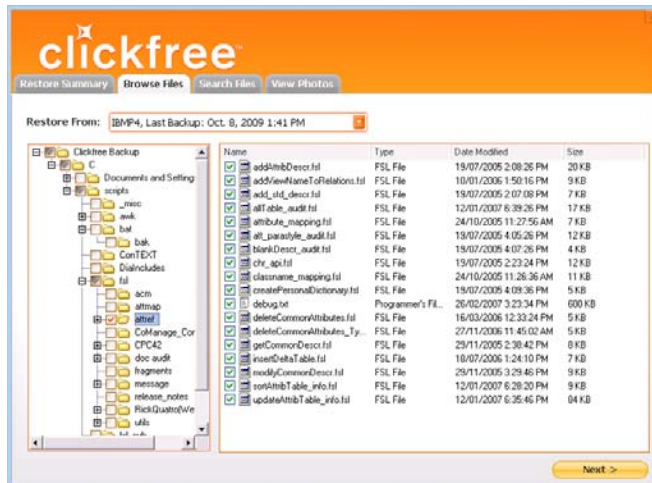 clickfree
Restore Summary Browse Files Search Files View Photos
Restore From: IBMP4, Last Backup: Oct. 8, 2009 1:41 PM
Clickfree Backup
C
Documents and Setting
scripts
_misc
awk
bat
bak
ConTEXT
DiaIncludes
fsl
acm
attmap
attref
CoManage_Cor
CPC42
doc audit
fragments
message
release_notes
RickQuatro(We
utils
Name Type Date Modified Size
addAttribDescr.fsl FSL File 19/07/2005 2:08:26 PM 20 KB
addViewNameToRelations.fsl FSL File 10/01/2006 1:50:16 PM 9 KB
add_std_descr.fsl FSL File 19/07/2005 2:07:08 PM 7 KB
allTable_audit.fsl FSL File 12/01/2007 6:39:26 PM 17 KB
attribute_mapping.fsl FSL File 24/10/2005 11:27:56 AM 7 KB
att_parastyle_audit.fsl FSL File 19/07/2005 4:05:26 PM 12 KB
blankDescr_audit.fsl FSL File 19/07/2005 4:07:26 PM 4 KB
chr_api.fsl FSL File 19/07/2005 2:23:24 PM 12 KB
classname_mapping.fsl FSL File 24/10/2005 11:26:36 AM 11 KB
createPersonalDictionary.fsl FSL File 19/07/2005 4:09:36 PM 5 KB
debug.txt Programmer's Fil... 26/02/2007 3:23:34 PM 600 KB
deleteCommonAttributes.fsl FSL File 16/03/2006 12:33:24 PM 5 KB
deleteCommonAttributes_Ty... FSL File 27/11/2006 11:45:02 AM 5 KB
getCommonDescr.fsl FSL File 29/11/2005 2:38:42 PM 8 KB
insertDeltaTable.fsl FSL File 18/07/2006 1:24:10 PM 7 KB
modifyCommonDescr.fsl FSL File 29/11/2005 3:29:46 PM 9 KB
sortAttribTable_info.fsl FSL File 12/01/2007 6:28:20 PM 9 KB
updateAttribTable_info.fsl FSL File 12/01/2007 6:35:46 PM 84 KB
Next >